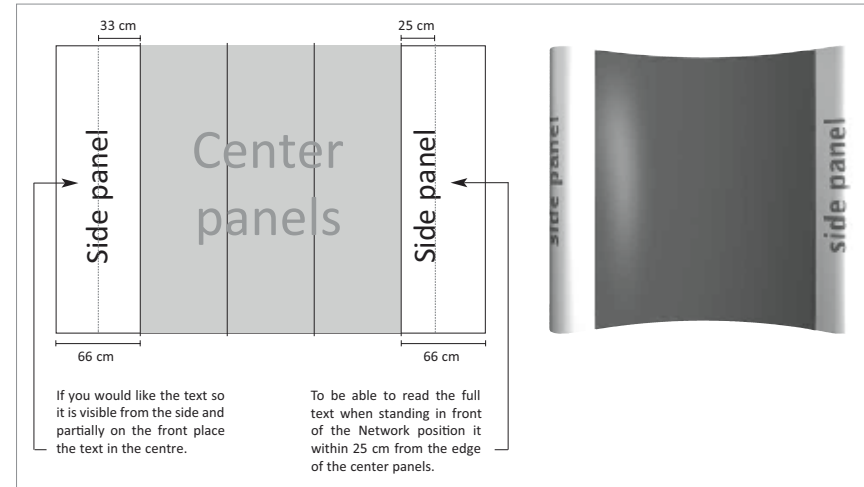 33 cm
25 cm
Side panel
Center
panels
Side panel
side panel
side panel
66 cm
66 cm
If you would like the text so
it is visible from the side and
partially on the front place
the text in the centre.
To be able to read the full
text when standing in front
of the Network position it
within 25 cm from the edge
of the center panels.